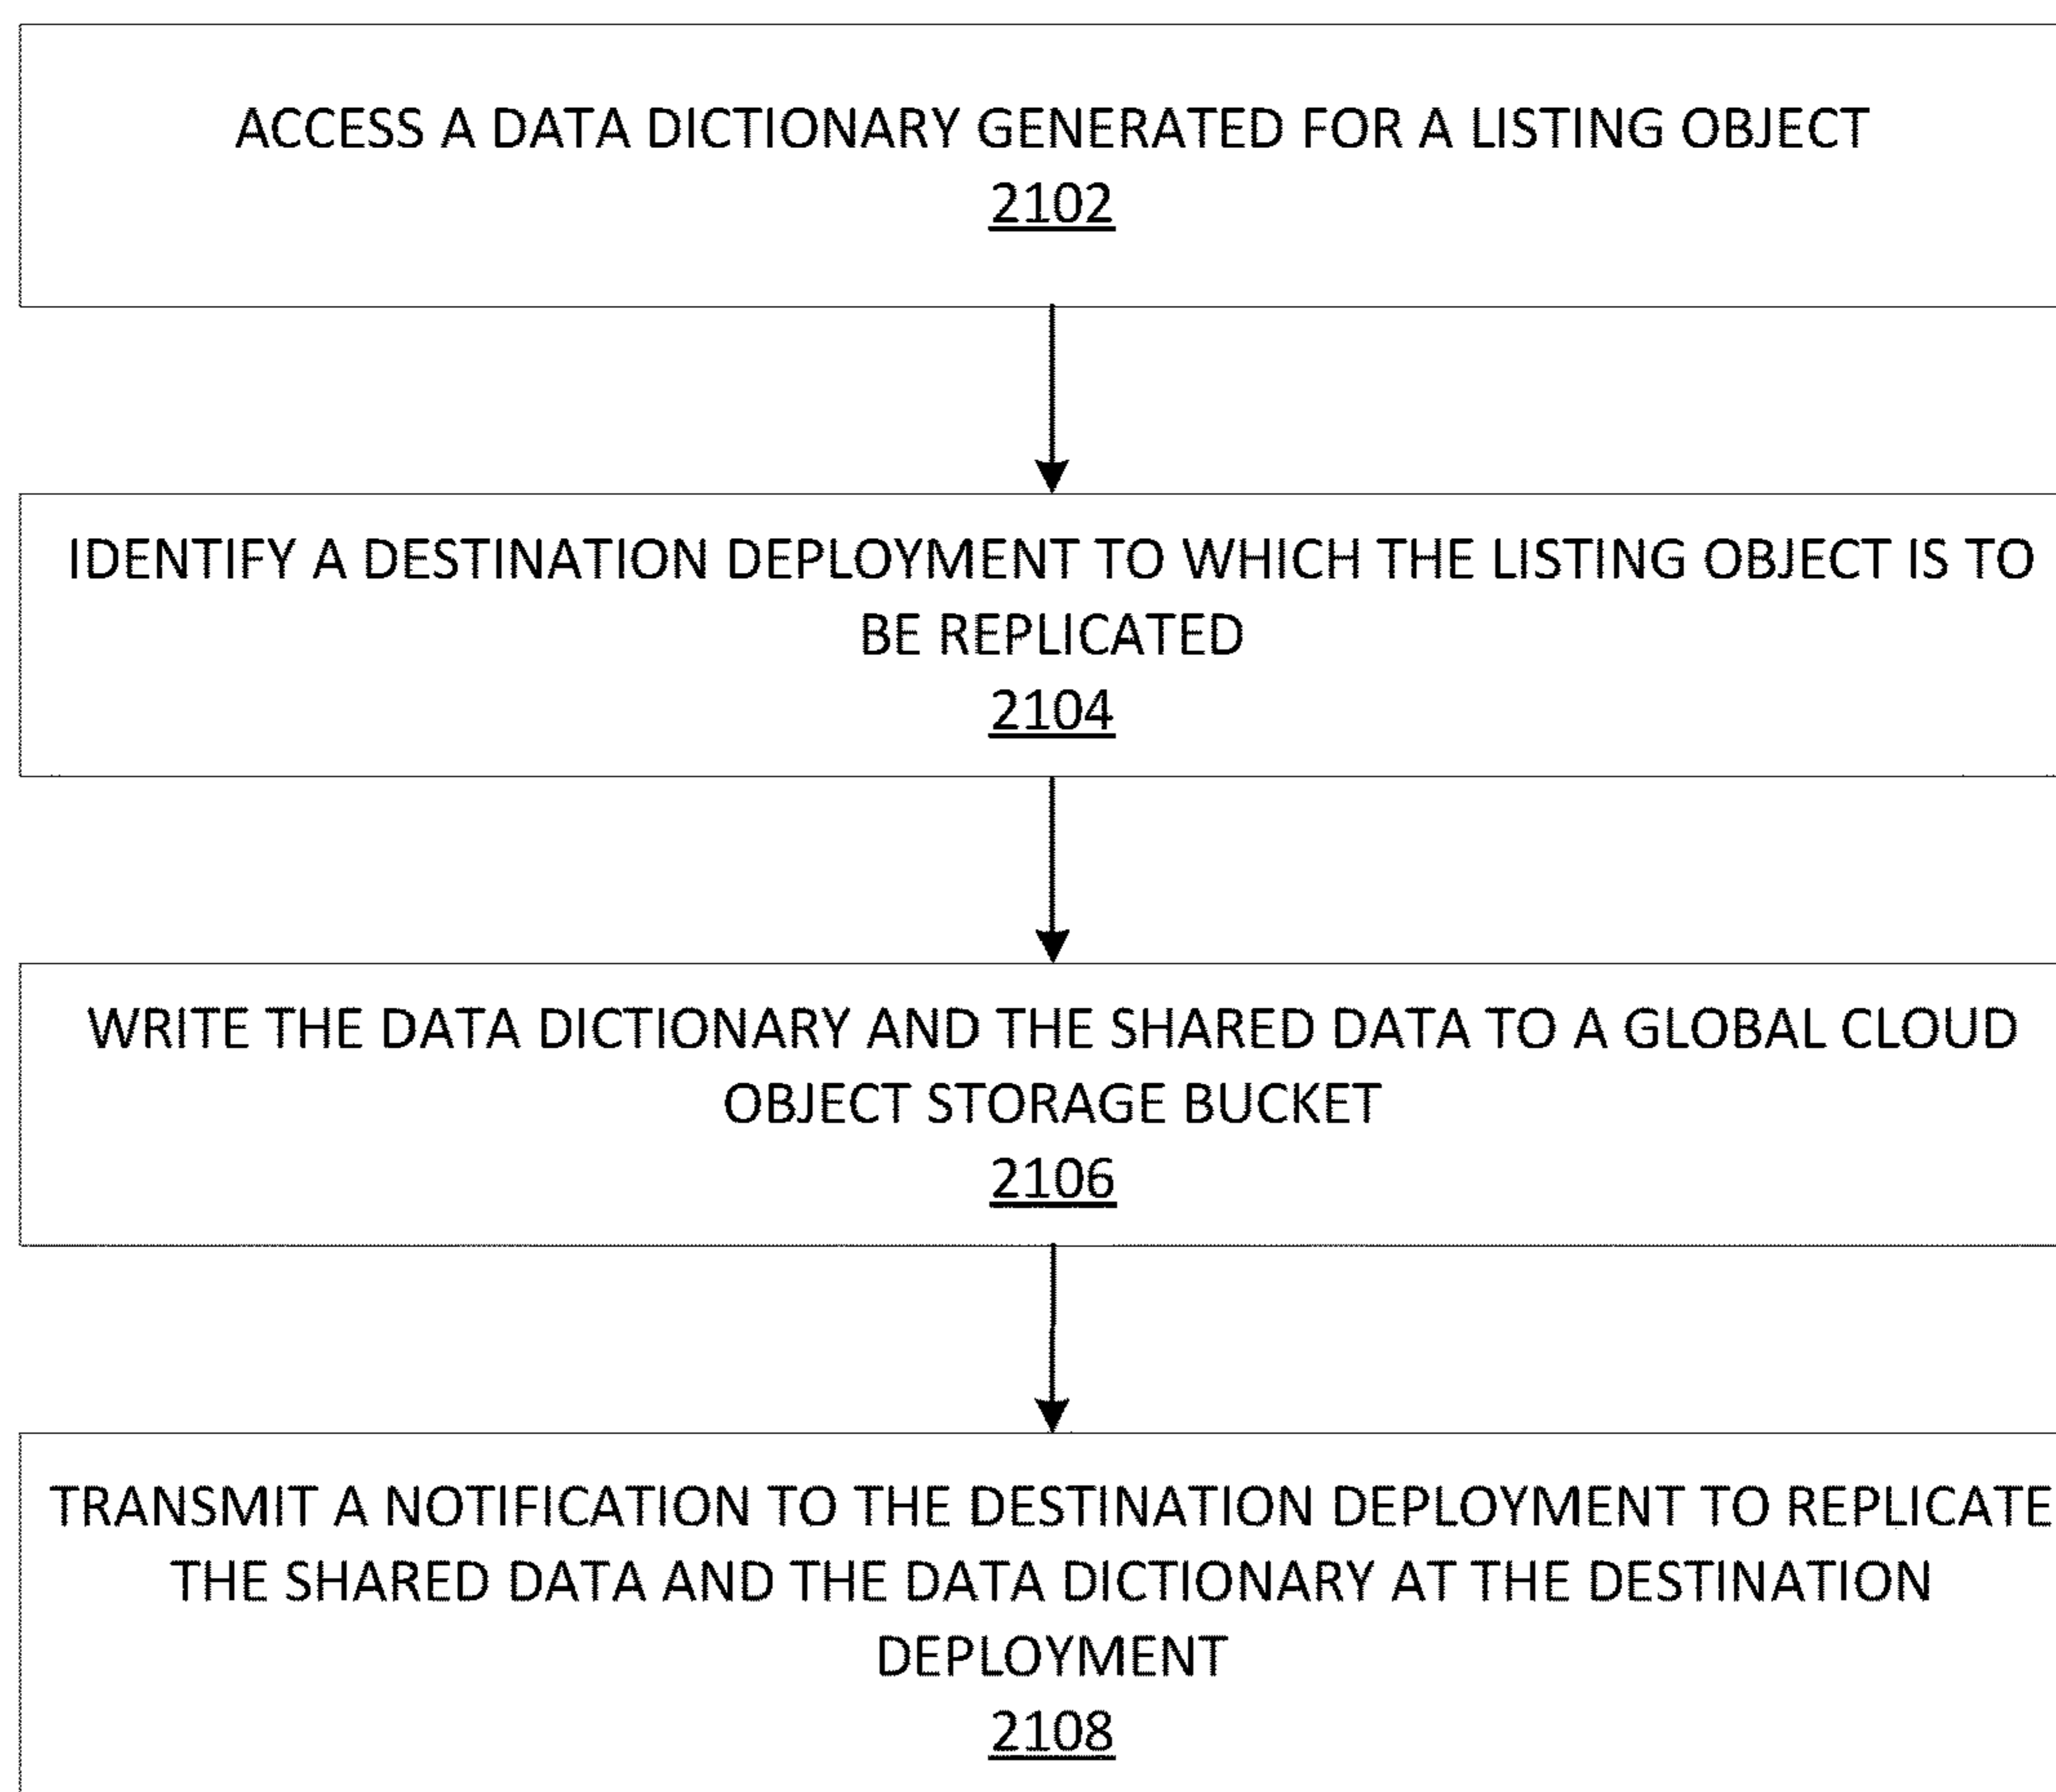 ACCESS A DATA DICTIONARY GENERATED FOR A LISTING OBJECT
2102
IDENTIFY A DESTINATION DEPLOYMENT TO WHICH THE LISTING OBJECT IS TO
BE REPLICATED
2104
WRITE THE DATA DICTIONARY AND THE SHARED DATA TO A GLOBAL CLOUD
OBJECT STORAGE BUCKET
2106
TRANSMIT A NOTIFICATION TO THE DESTINATION DEPLOYMENT TO REPLICATE
THE SHARED DATA AND THE DATA DICTIONARY AT THE DESTINATION
DEPLOYMENT
2108